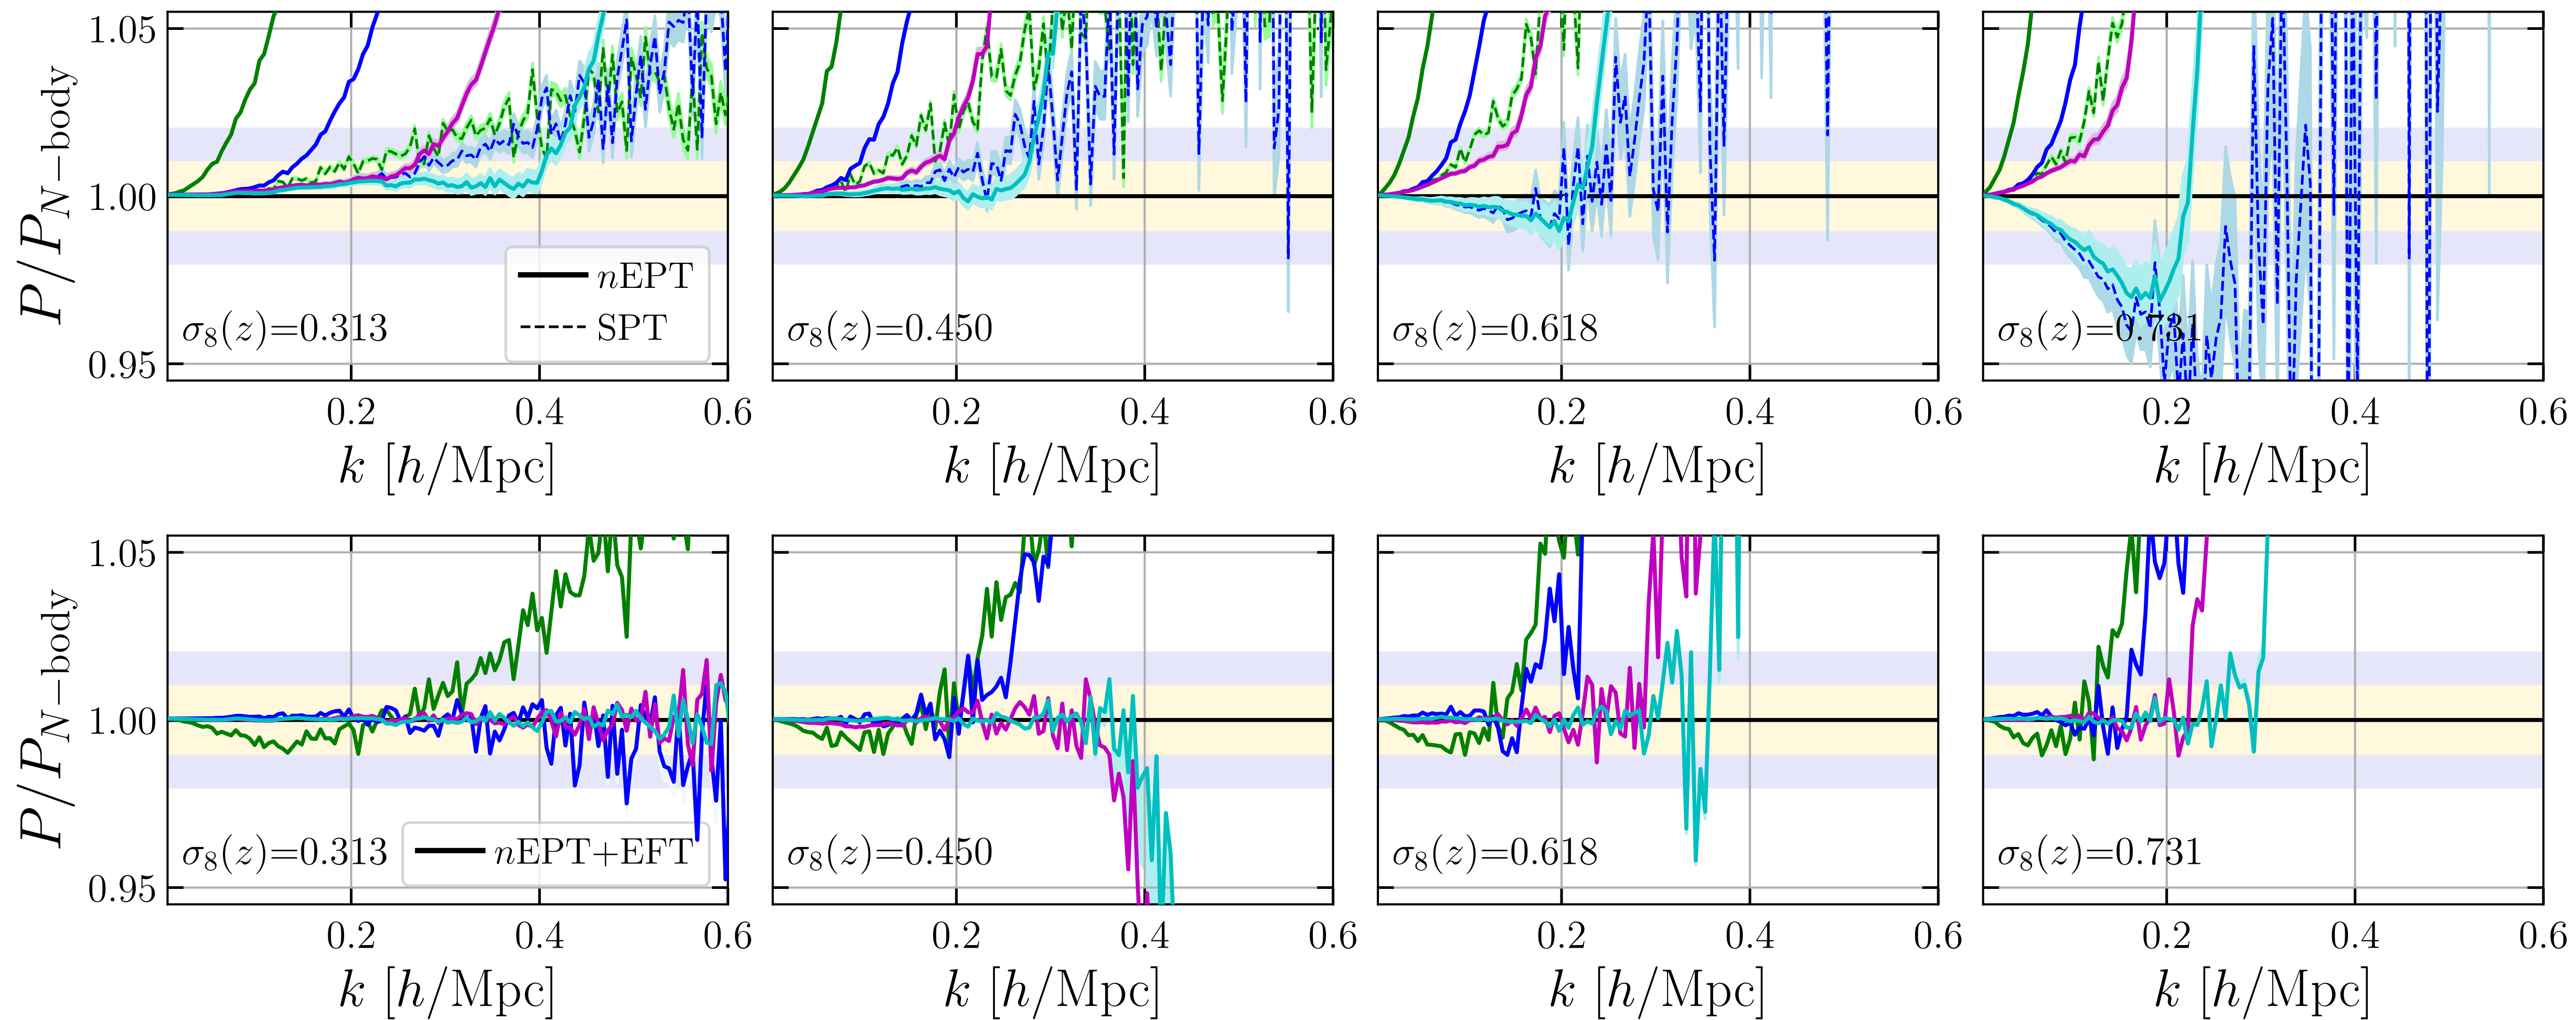 P/P_{N-body}
1.05
1.00
0.95
nEPT
SPT
σ8(z)=0.313
σ8(z)=0.450
σ8(z)=0.618
σ8(z)=0.731
0.2 0.4 0.6
0.2 0.4 0.6
0.2 0.4 0.6
0.2 0.4 0.6
k [h/Mpc]
k [h/Mpc]
k [h/Mpc]
k [h/Mpc]
P/P_{N-body}
1.05
1.00
0.95
σ8(z)=0.313
nEPT+EFT
σ8(z)=0.450
σ8(z)=0.618
σ8(z)=0.731
0.2 0.4 0.6
0.2 0.4 0.6
0.2 0.4 0.6
0.2 0.4 0.6
k [h/Mpc]
k [h/Mpc]
k [h/Mpc]
k [h/Mpc]